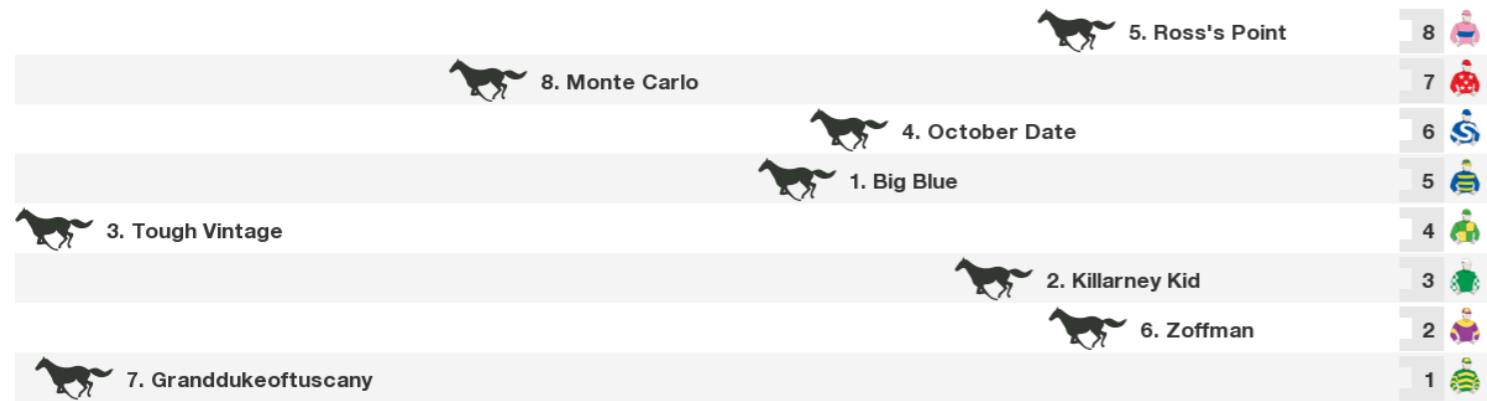 5. Ross's Point 8
8. Monte Carlo 7
4. October Date 6
S
1. Big Blue 5
3. Tough Vintage 4
2. Killarney Kid 3
6. Zoffman 2
7. Granddukeoftuscany 1